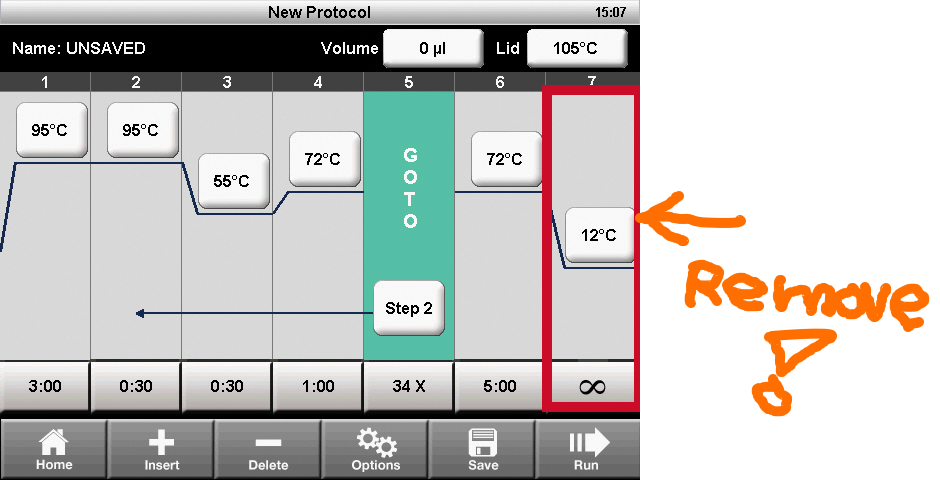 New Protocol 15:07
Name: UNSAVED Volume 0 µl Lid 105°C
1 2 3 4 5 6 7
95°C 95°C 55°C 72°C GOTO 72°C 12°C
Step 2
Remove!
3:00 0:30 0:30 1:00 34 X 5:00 ∞
Home Insert Delete Options Save Run